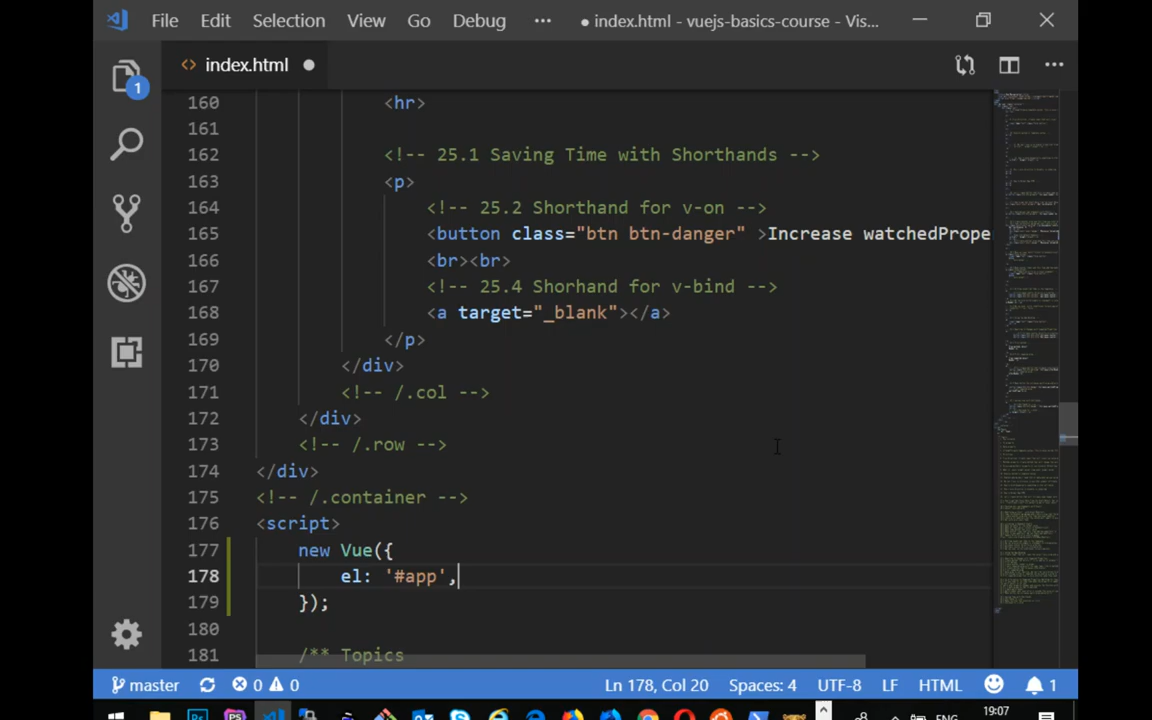 File Edit Selection View Go Debug ··· ● index.html - vuejs-basics-course - Vis...
<> index.html ●
1
160 <hr>
161
162 <!-- 25.1 Saving Time with Shorthands -->
163 <p>
164 <!-- 25.2 Shorthand for v-on -->
165 <button class="btn btn-danger" >Increase watchedPrope
166 <br><br>
167 <!-- 25.4 Shorhand for v-bind -->
168 <a target="_blank"></a>
169 </p>
170 </div>
171 <!-- /.col -->
172 </div>
173 <!-- /.row -->
174 </div>
175 <!-- /.container -->
176 <script>
177 new Vue({
178 el: '#app',
179 });
180
181 /** Topics
master 0 0 Ln 178, Col 20 Spaces: 4 UTF-8 LF HTML 1
Ps PS ENG 19:07